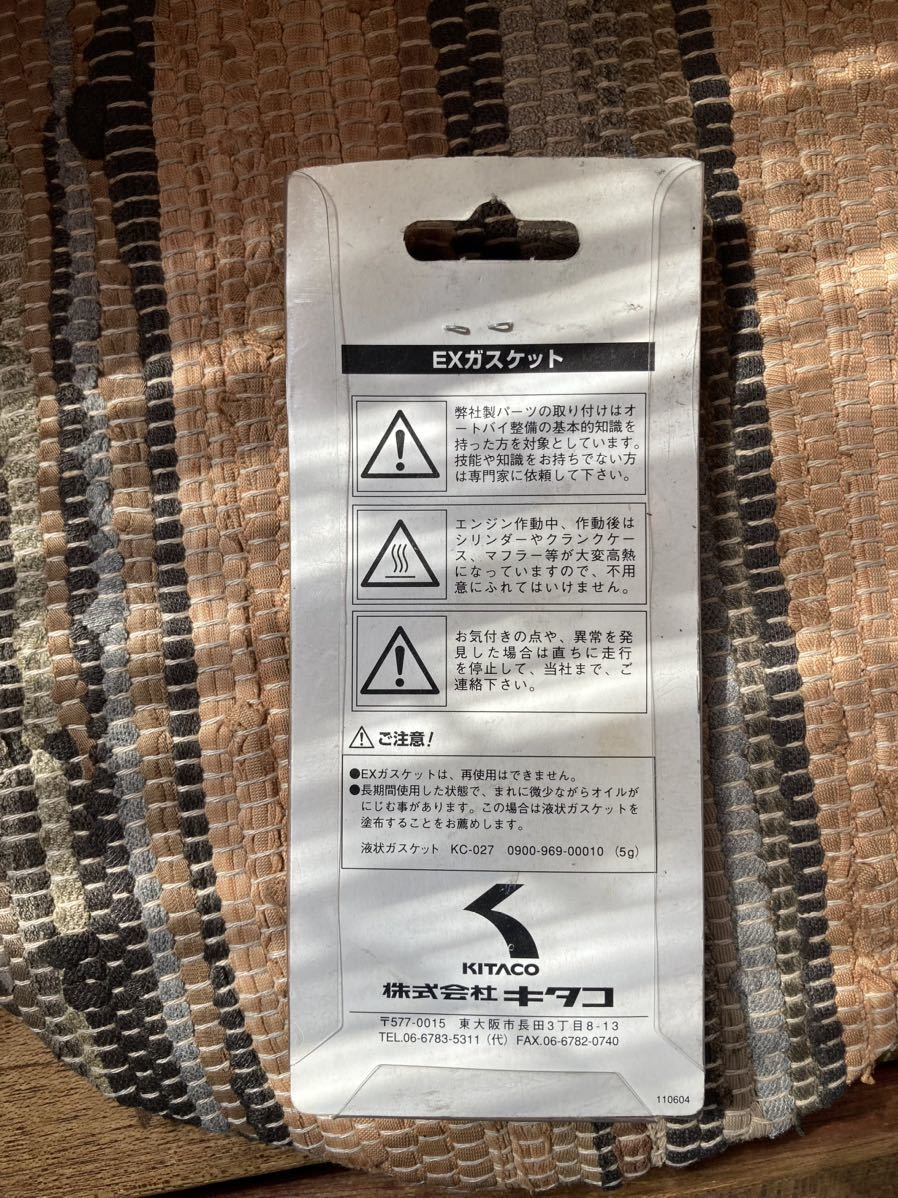 EXガスケット
弊社製パーツの取り付けはオ
ートバイ整備の基本的知識を
持った方を対象としています。
技能や知識をお持ちでない方
は専門家に依頼して下さい。
エンジン作動中、作動後は
シリンダーやクランクケー
ス、マフラー等が大変高熱
になっていますので、不用
意にふれてはいけません。
お気付きの点や、異常を発
見した場合は直ちに走行
を停止して、当社まで、ご
連絡下さい。
ご注意!
●EXガスケットは、再使用はできません。
●長期間使用した状態で、まれに微少ながらオイルが
にじむ事があります。この場合は液状ガスケットを
塗布することをお薦めします。
液状ガスケット KC-027 0900-969-00010 (5g)
KITACO
株式会社 キタコ
〒577-0015 東大阪市長田3丁目8-13
TEL.06-6783-5311(代) FAX.06-6782-0740
110604